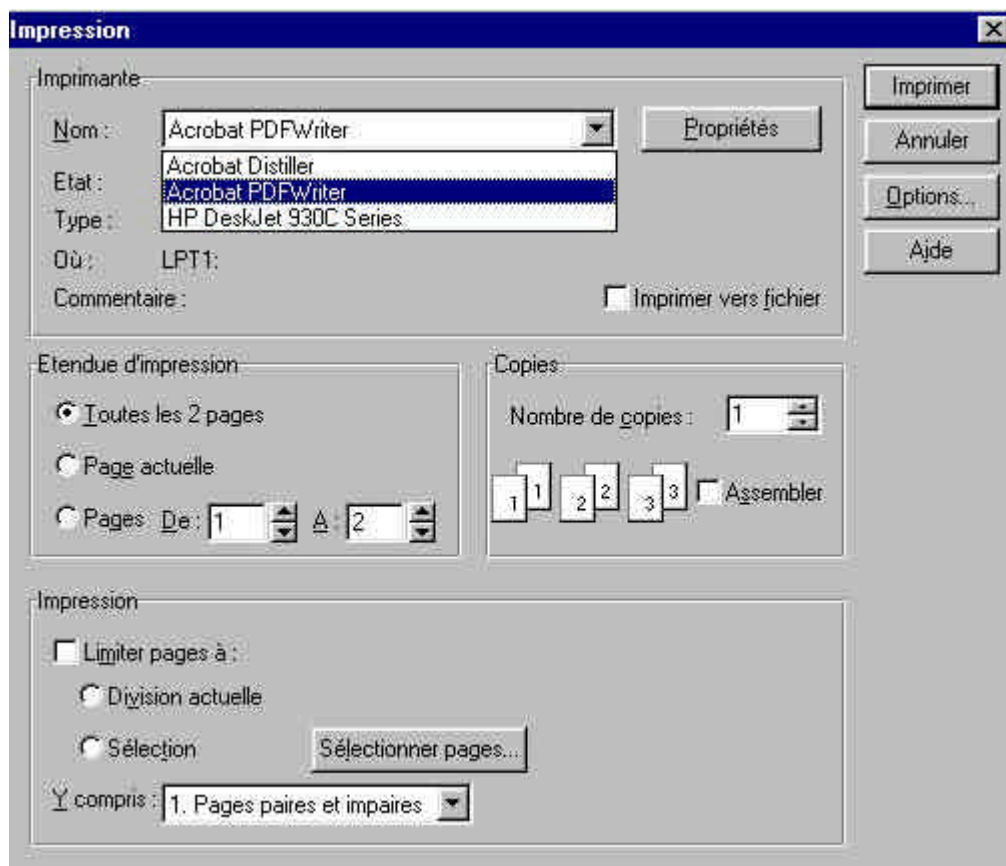 Impression
Imprimante
Imprimer
Nom :
Acrobat PDFWriter
Propriétés
Annuler
Acrobat Distiller
Etat :
Acrobat PDFWriter
Options...
Type :
HP DeskJet 930C Series
Où :
LPT1:
Ajde
Commentaire :
Imprimer vers fichier
Etendue d'impression
Copies
Toutes les 2 pages
Nombre de copies :
1
Page actuelle
1 1 2 2 3 3
Assembler
Pages De : 1 A : 2
Impression
Limiter pages à :
Division actuelle
Sélection
Sélectionner pages...
Y compris :
1. Pages paires et impaires